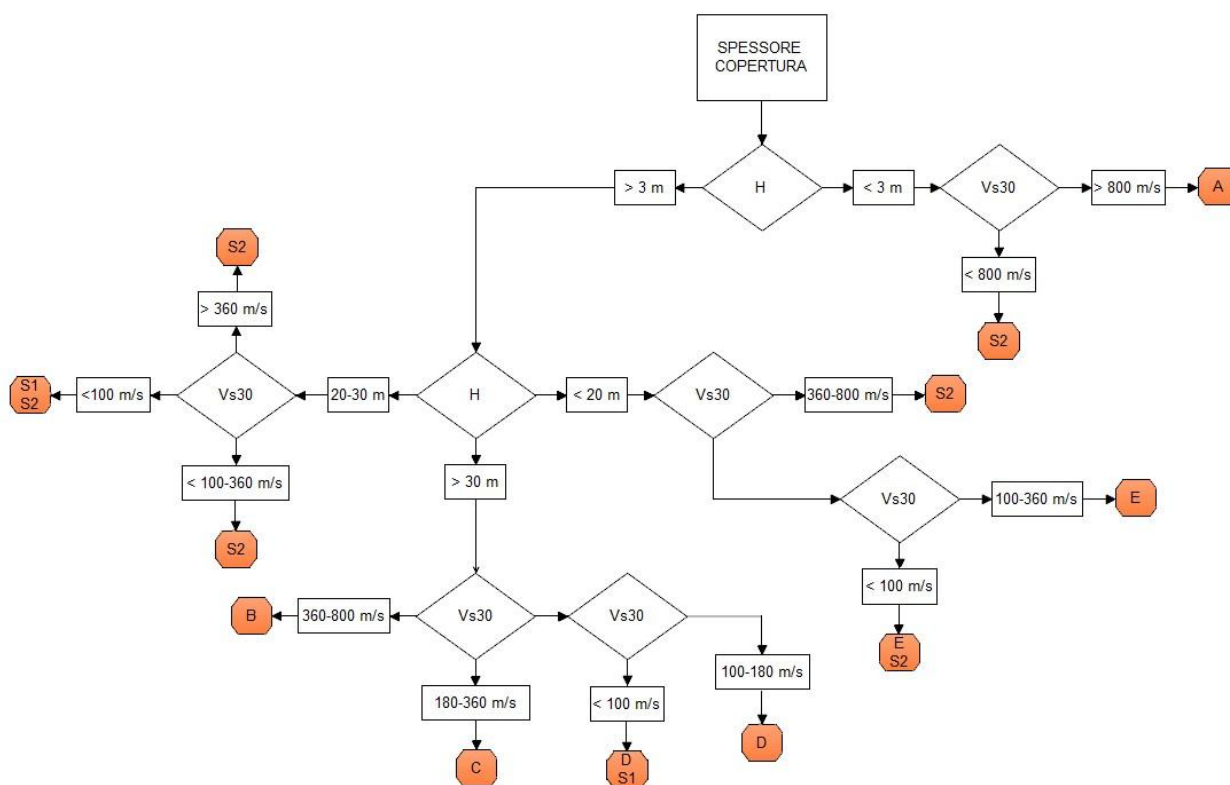 SPESSORE
COPERTURA
> 3 m
H
< 3 m
Vs30
> 800 m/s
A
S2
< 800 m/s
> 360 m/s
S2
S1
S2
<100 m/s
Vs30
20-30 m
H
< 20 m
Vs30
360-800 m/s
S2
< 100-360 m/s
> 30 m
Vs30
100-360 m/s
E
S2
< 100 m/s
B
360-800 m/s
Vs30
Vs30
E
S2
180-360 m/s
< 100 m/s
100-180 m/s
C
D
S1
D